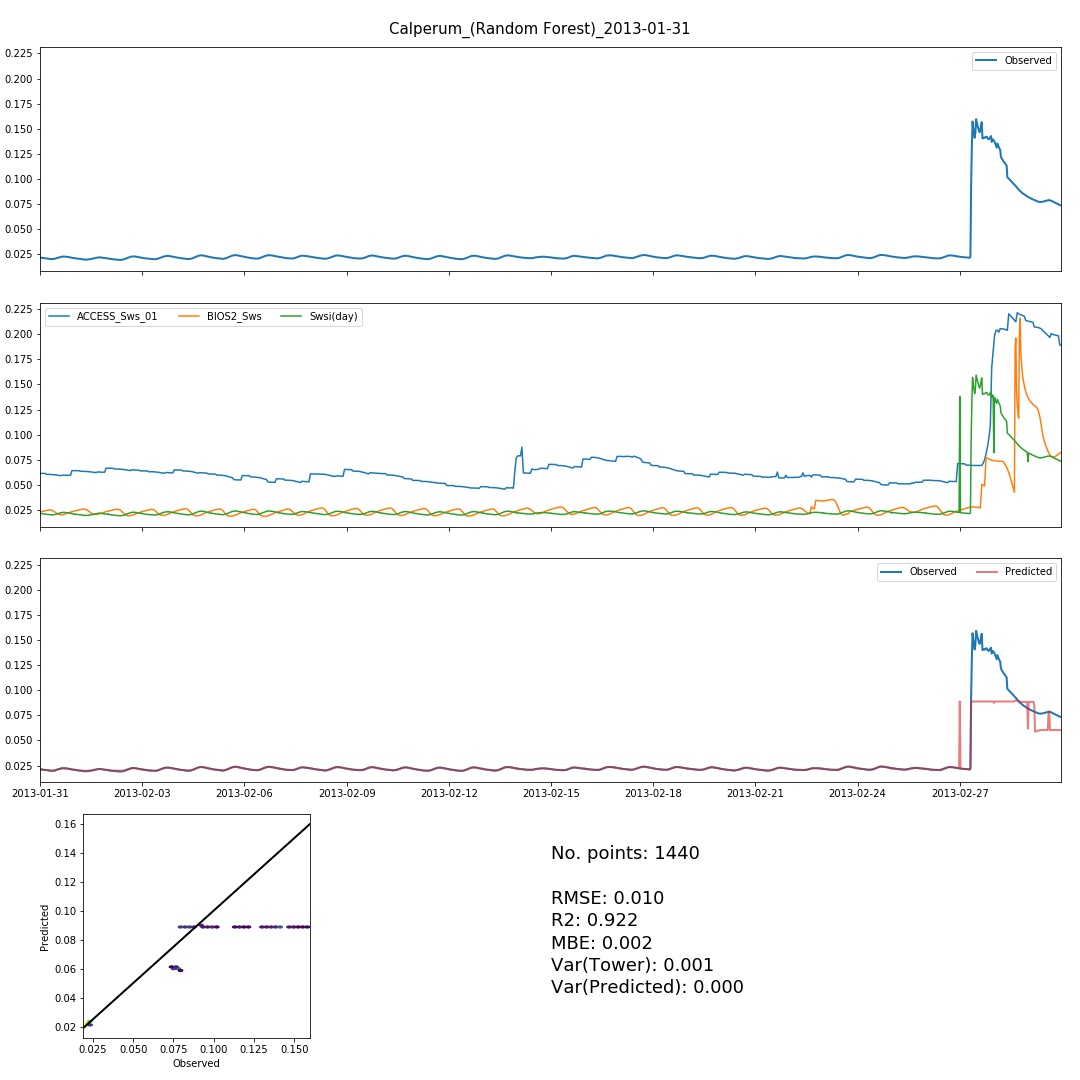 Calperum_(Random Forest)_2013-01-31
0.225
0.200
0.175
0.150
0.125
0.100
0.075
0.050
0.025
Observed
0.225
0.200
0.175
0.150
0.125
0.100
0.075
0.050
0.025
ACCESS_Sws_01 BIOS2_Sws Swsi(day)
0.225
0.200
0.175
0.150
0.125
0.100
0.075
0.050
0.025
Observed Predicted
2013-01-31 2013-02-03 2013-02-06 2013-02-09 2013-02-12 2013-02-15 2013-02-18 2013-02-21 2013-02-24 2013-02-27
0.16
0.14
0.12
0.10
0.08
0.06
0.04
0.02
Predicted
0.025 0.050 0.075 0.100 0.125 0.150
Observed
No. points: 1440
RMSE: 0.010
R2: 0.922
MBE: 0.002
Var(Tower): 0.001
Var(Predicted): 0.000